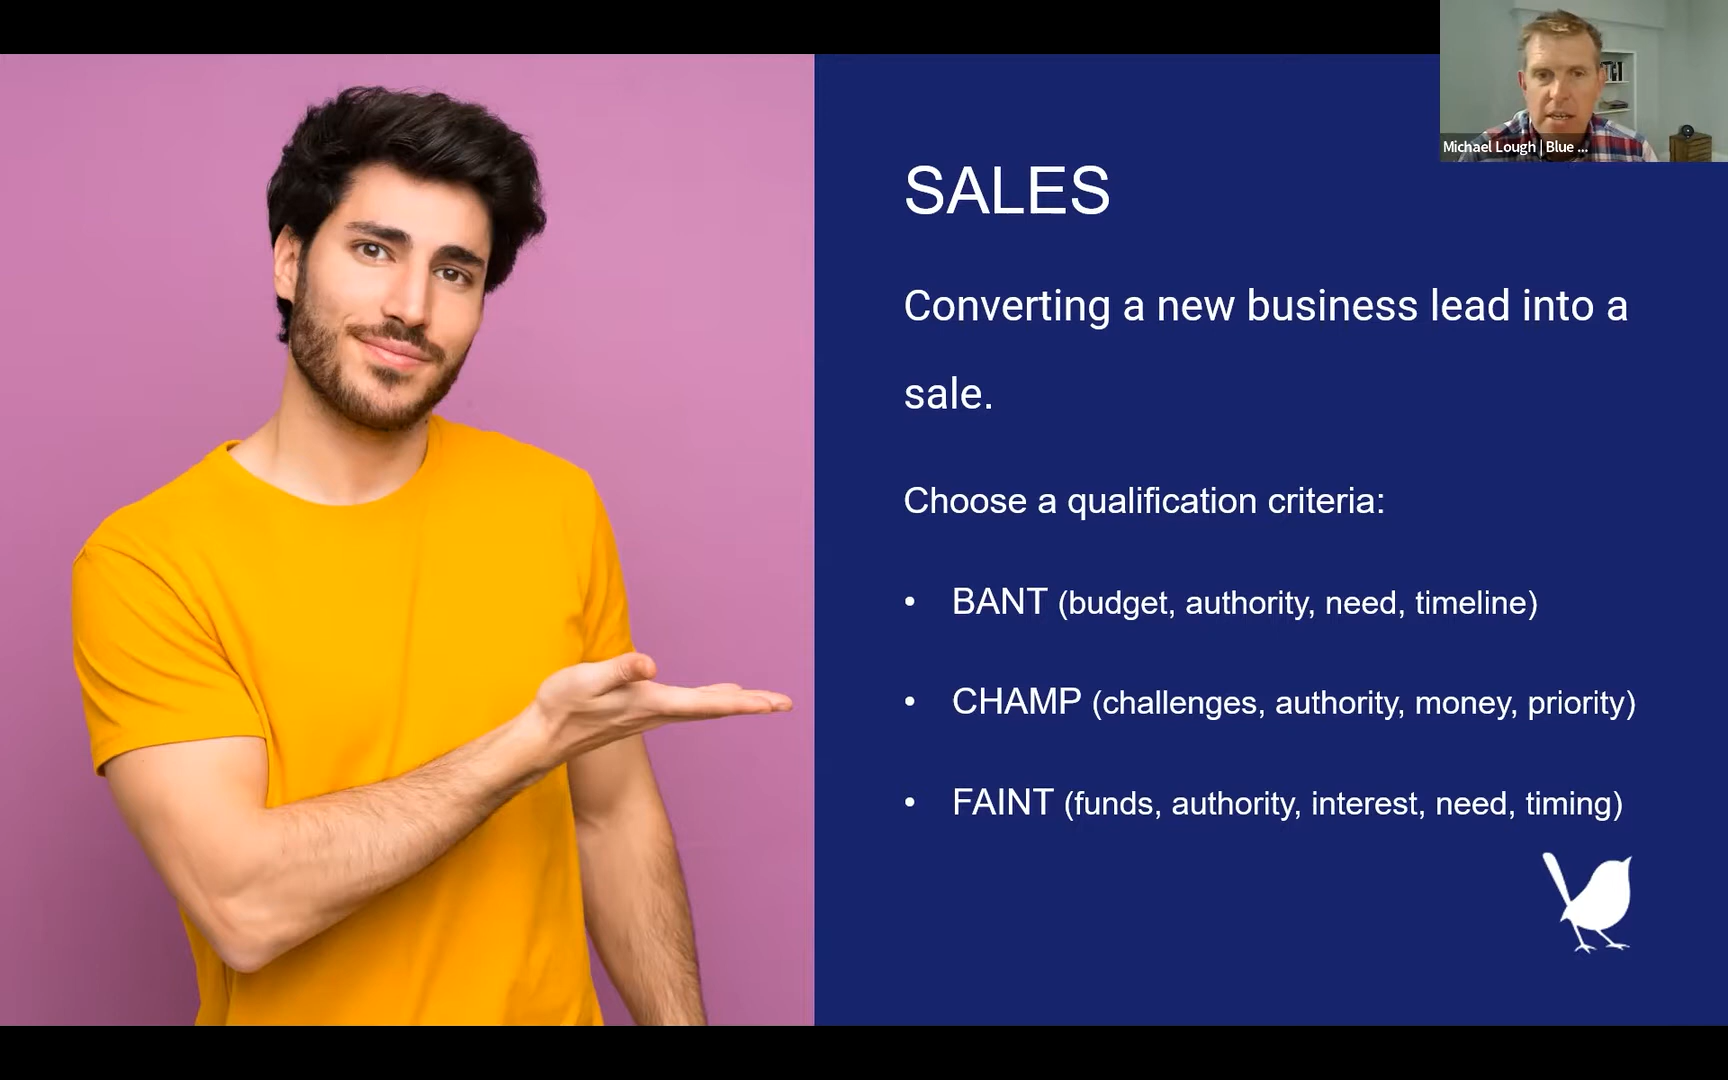 Michael Lough | Blue ...
SALES
Converting a new business lead into a
sale.
Choose a qualification criteria:
• BANT (budget, authority, need, timeline)
• CHAMP (challenges, authority, money, priority)
• FAINT (funds, authority, interest, need, timing)